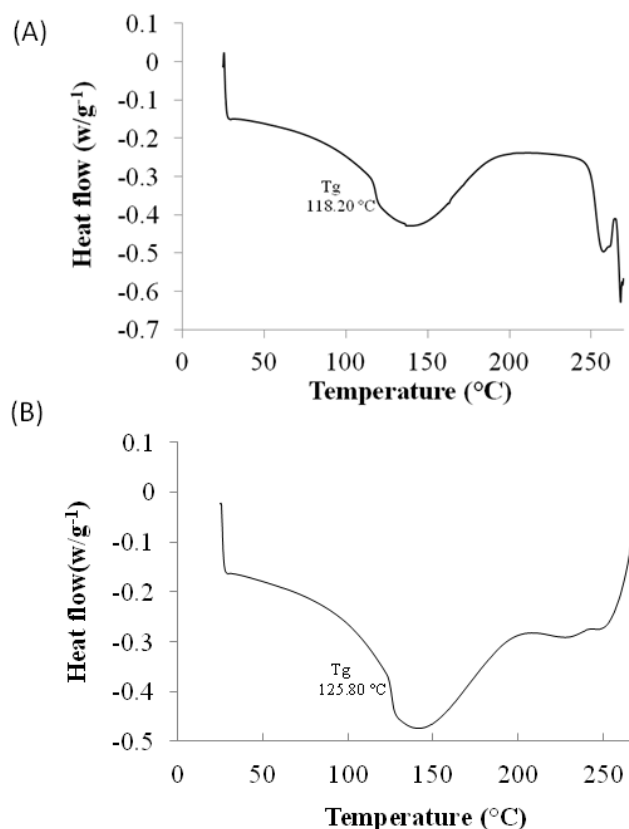 (A)
Heat flow (w/g-1)
0.1
0
-0.1
-0.2
-0.3
-0.4
-0.5
-0.6
-0.7
Tg
118.20 °C
0 50 100 150 200 250
Temperature (°C)
(B)
Heat flow(w/g-1)
0.1
0
-0.1
-0.2
-0.3
-0.4
-0.5
Tg
125.80 °C
0 50 100 150 200 250
Temperature (°C)